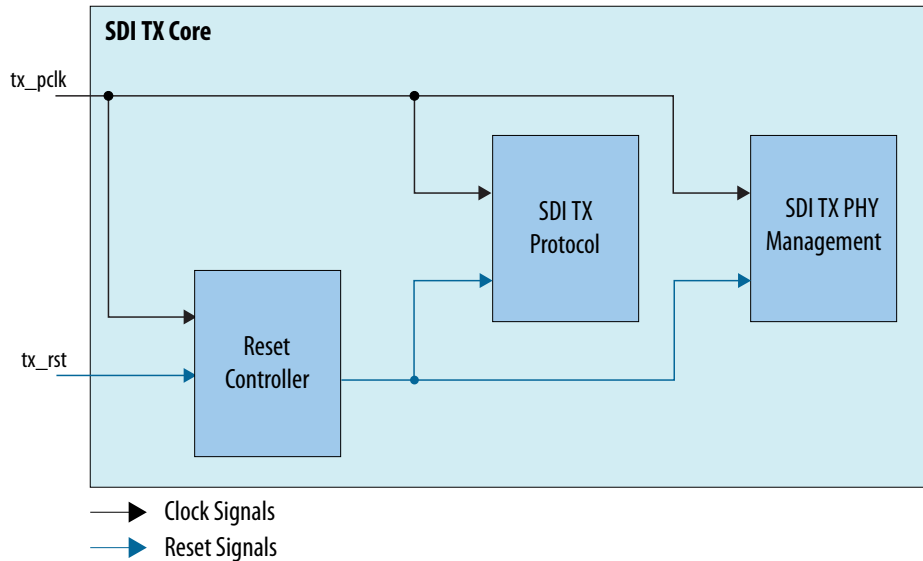 SDI TX Core
tx_pclk
SDI TX
Protocol
SDI TX PHY
Management
Reset
Controller
tx_rst
Clock Signals
Reset Signals